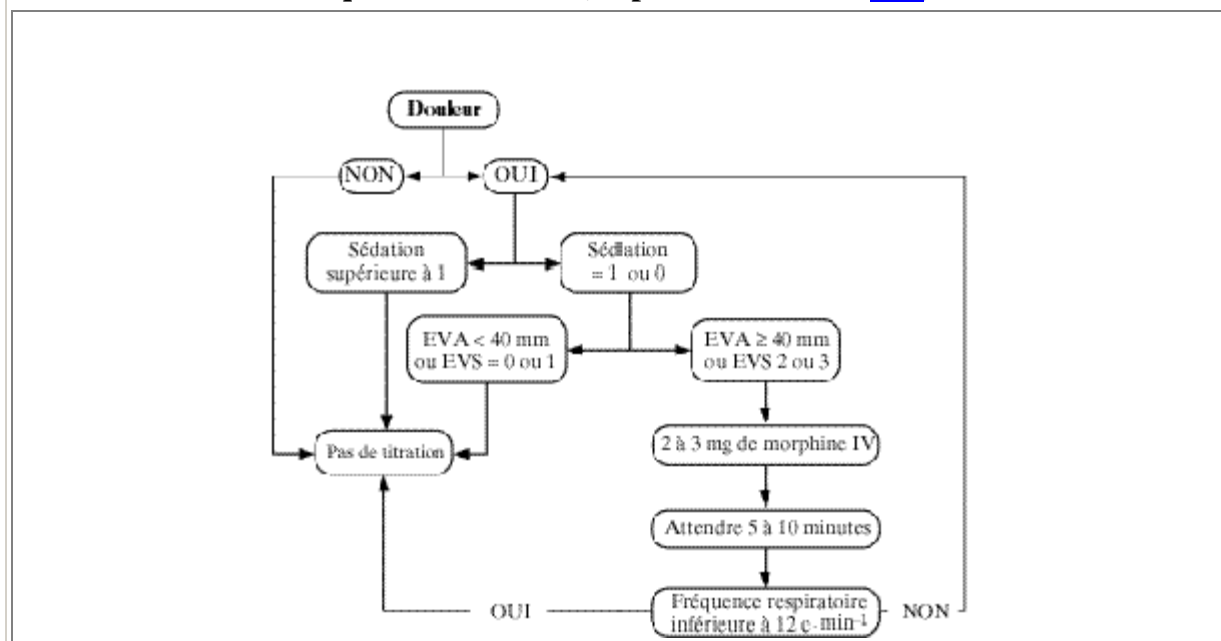 Douleur
NON
OUI
Sédation
supérieure à 1
Sédation
= 1 ou 0
EVA < 40 mm
ou EVS = 0 ou 1
EVA ≥ 40 mm
ou EVS 2 ou 3
Pas de titration
2 à 3 mg de morphine IV
Attendre 5 à 10 minutes
Fréquence respiratoire
inférieure à 12 c·min⁻¹
OUI
NON